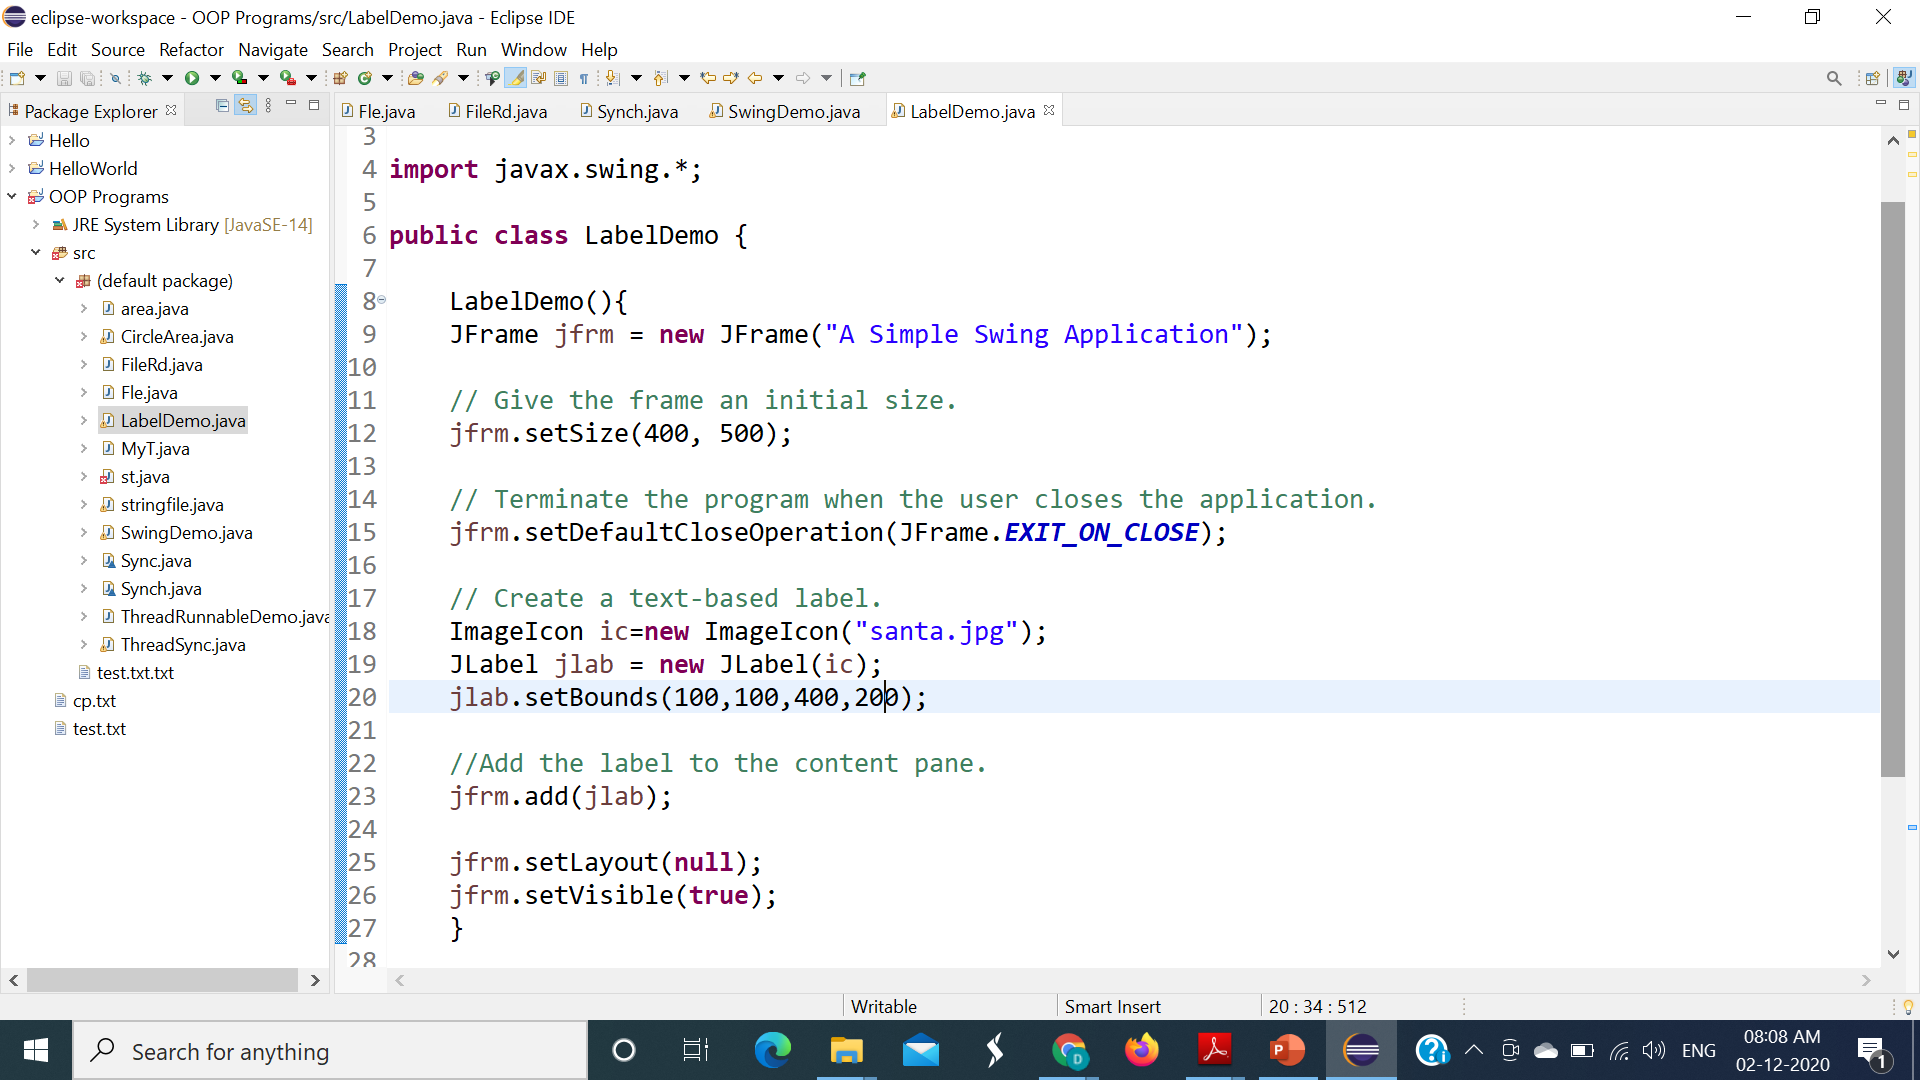 eclipse-workspace - OOP Programs/src/LabelDemo.java - Eclipse IDE
File Edit Source Refactor Navigate Search Project Run Window Help
Package Explorer
Fle.java FileRd.java Synch.java SwingDemo.java LabelDemo.java
Hello
HelloWorld
OOP Programs
JRE System Library [JavaSE-14]
src
(default package)
area.java
CircleArea.java
FileRd.java
Fle.java
LabelDemo.java
MyT.java
st.java
stringfile.java
SwingDemo.java
Sync.java
Synch.java
ThreadRunnableDemo.java
ThreadSync.java
test.txt.txt
cp.txt
test.txt
3
4 import javax.swing.*;
5
6 public class LabelDemo {
7
8 LabelDemo(){
9 JFrame jfrm = new JFrame("A Simple Swing Application");
10
11 // Give the frame an initial size.
12 jfrm.setSize(400, 500);
13
14 // Terminate the program when the user closes the application.
15 jfrm.setDefaultCloseOperation(JFrame.EXIT_ON_CLOSE);
16
17 // Create a text-based label.
18 ImageIcon ic=new ImageIcon("santa.jpg");
19 JLabel jlab = new JLabel(ic);
20 jlab.setBounds(100,100,400,200);
21
22 //Add the label to the content pane.
23 jfrm.add(jlab);
24
25 jfrm.setLayout(null);
26 jfrm.setVisible(true);
27 }
28
Writable Smart Insert 20 : 34 : 512
Search for anything
ENG
08:08 AM
02-12-2020
1